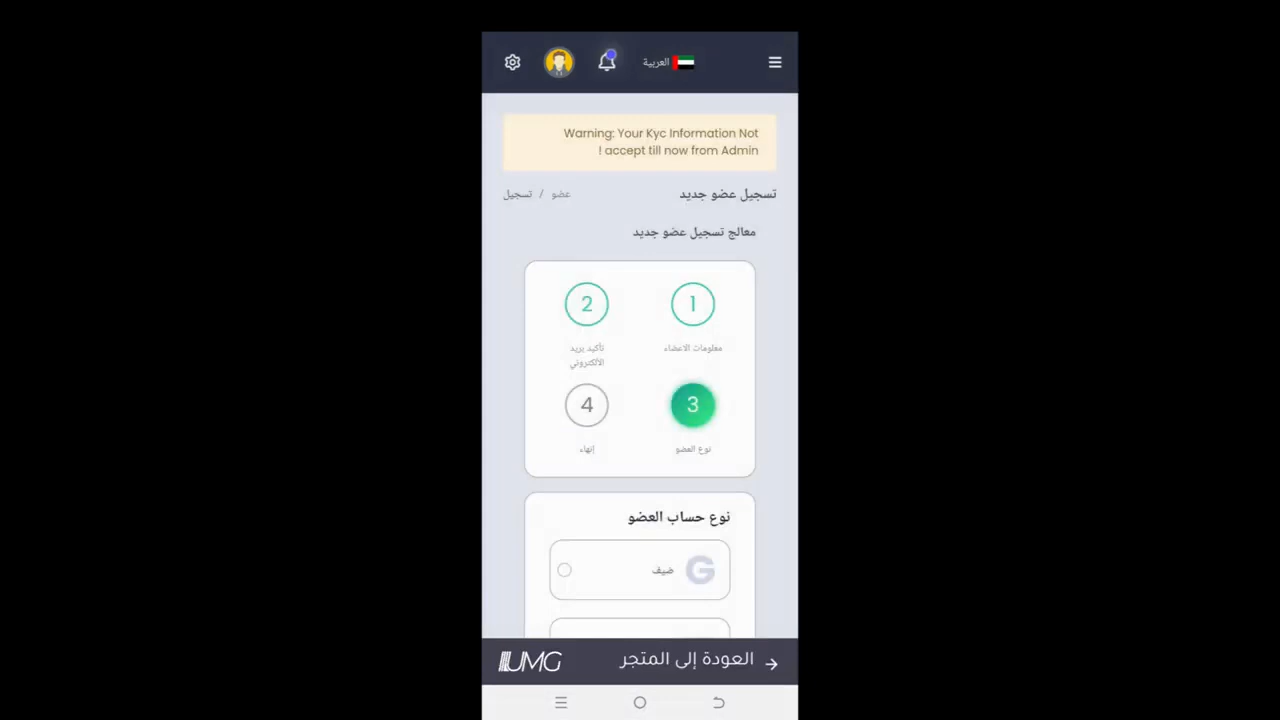 العربية
Warning: Your Kyc Information Not
! accept till now from Admin
تسجيل عضو جديد
عضو / تسجيل
معالج تسجيل عضو جديد
1
معلومات الاعضاء
2
تأكيد بريد
الألكتروني
3
نوع العضو
4
إنهاء
نوع حساب العضو
G
ضيف
العودة إلى المتجر
UMG